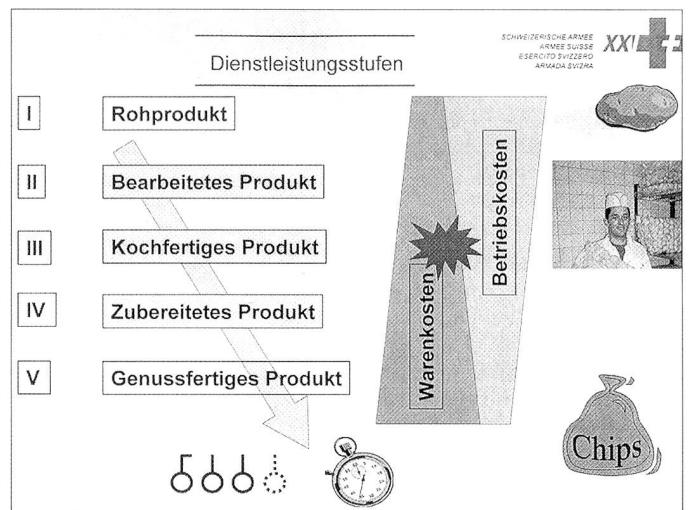 SCHWEIZERISCHE ARMEE
ARMEE SUISSE
ESERCITO SVIZZERO
ARMADA SVIZRA
XXI
Dienstleistungsstufen
I Rohprodukt
II Bearbeitetes Produkt
III Kochfertiges Produkt
IV Zubereitetes Produkt
V Genussfertiges Produkt
Warenkosten
Betriebskosten
Chips